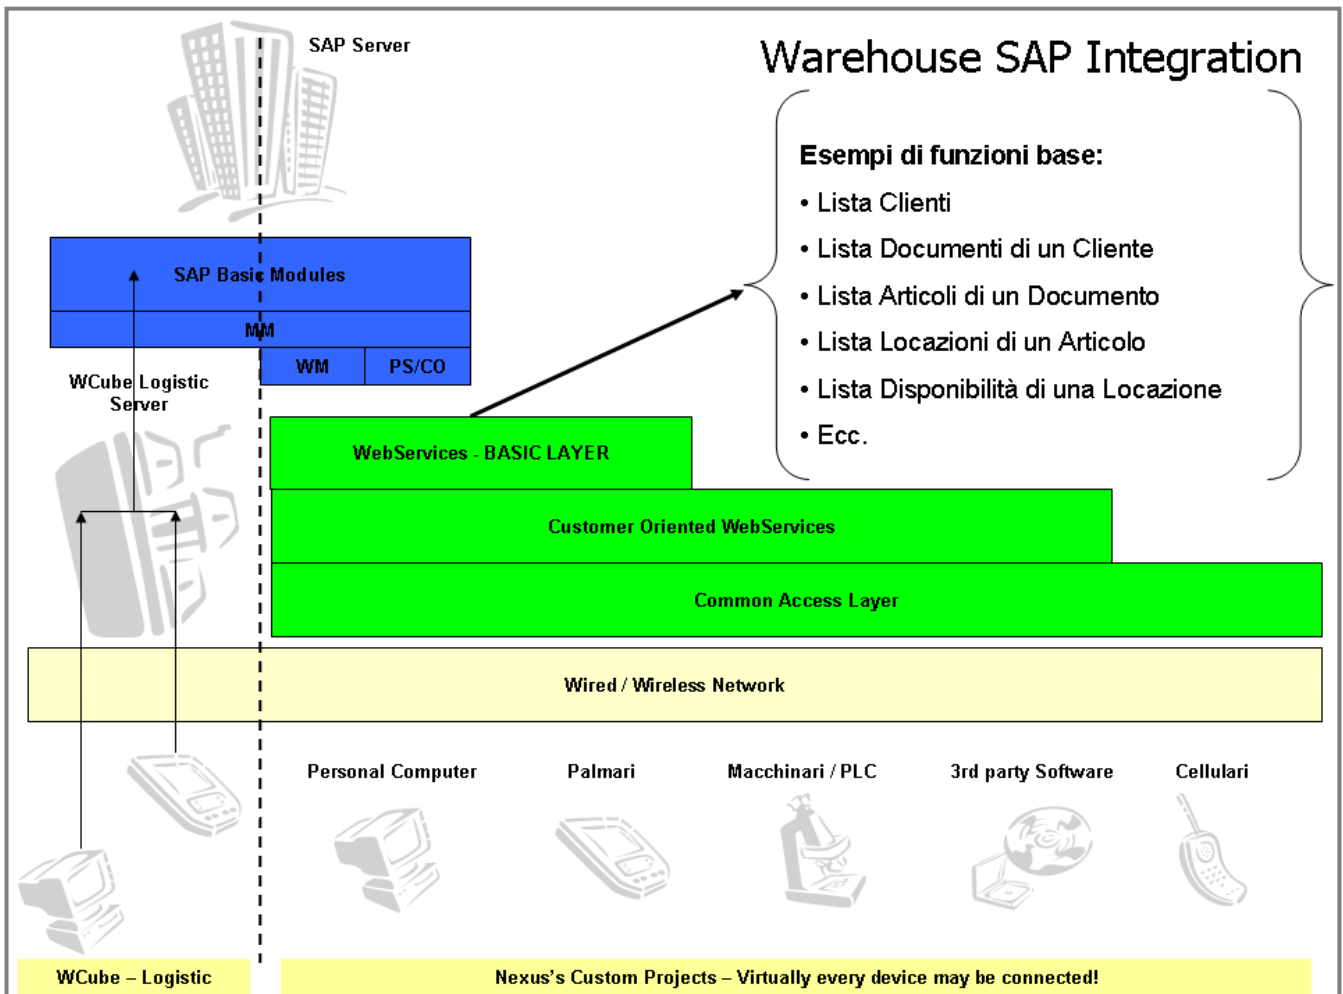 SAP Server
Warehouse SAP Integration
Esempi di funzioni base:
• Lista Clienti
• Lista Documenti di un Cliente
• Lista Articoli di un Documento
• Lista Locazioni di un Articolo
• Lista Disponibilità di una Locazione
• Ecc.
SAP Basic Modules
MM
WM
PS/CO
WCube Logistic
Server
WebServices - BASIC LAYER
Customer Oriented WebServices
Common Access Layer
Wired / Wireless Network
Personal Computer
Palmari
Macchinari / PLC
3rd party Software
Cellulari
WCube – Logistic
Nexus's Custom Projects – Virtually every device may be connected!